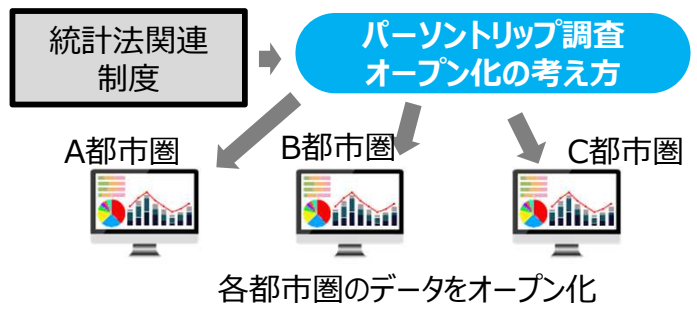 統計法関連
制度
パーソントリップ調査
オープン化の考え方
A都市圏
B都市圏
C都市圏
各都市圏のデータをオープン化